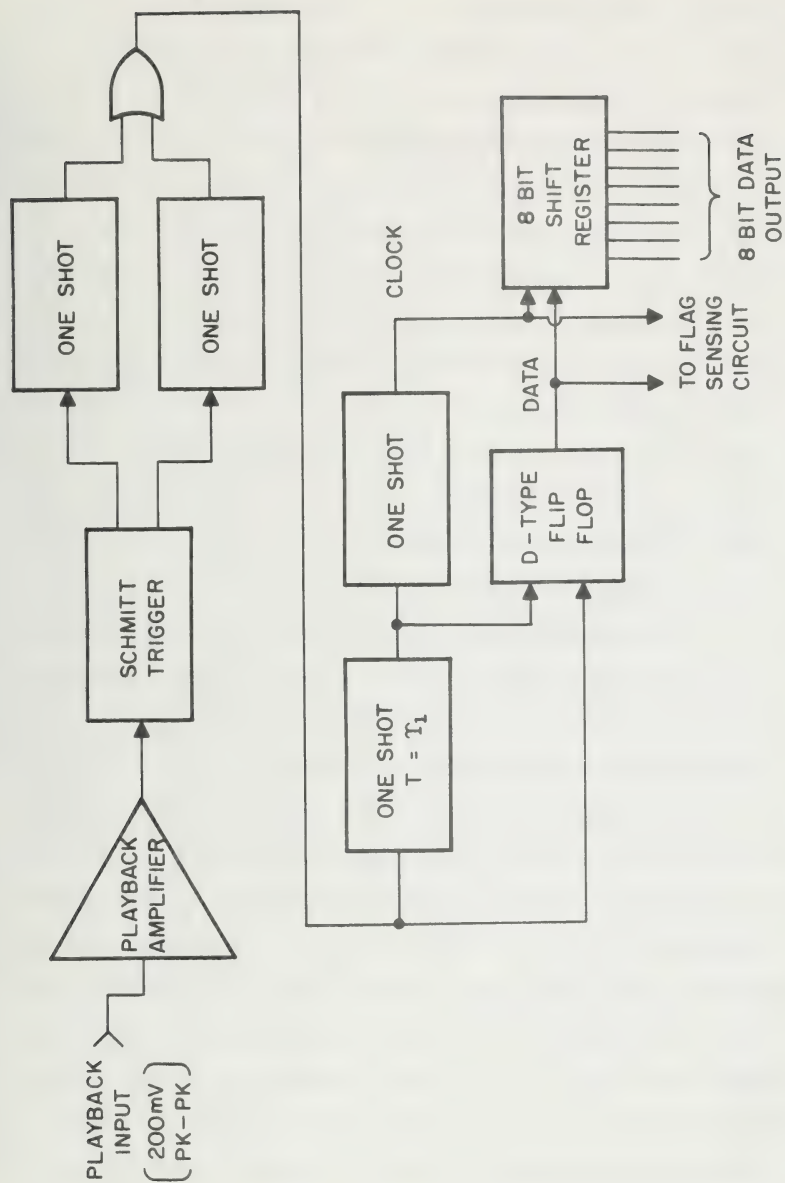 PLAYBACK
INPUT
(200mV
PK-PK)
PLAYBACK
AMPLIFIER
SCHMITT
TRIGGER
ONE SHOT
ONE SHOT
ONE SHOT
T = ϒ₁
ONE SHOT
CLOCK
D-TYPE
FLIP
FLOP
DATA
8 BIT
SHIFT
REGISTER
TO FLAG
SENSING
CIRCUIT
8 BIT DATA
OUTPUT